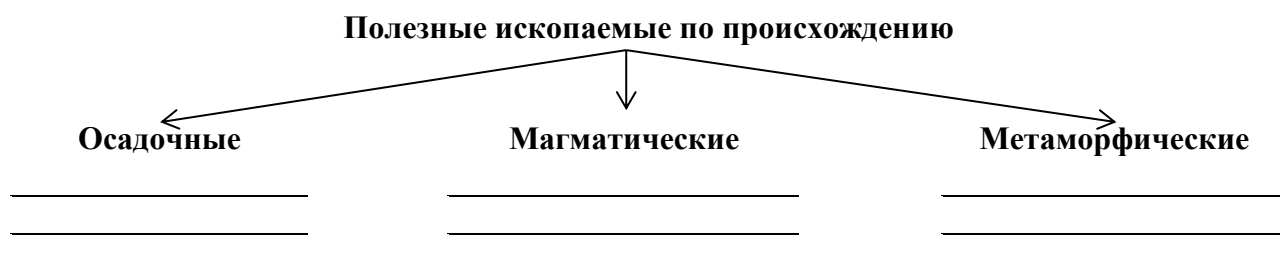 Полезные ископаемые по происхождению
Осадочные Магматические Метаморфические